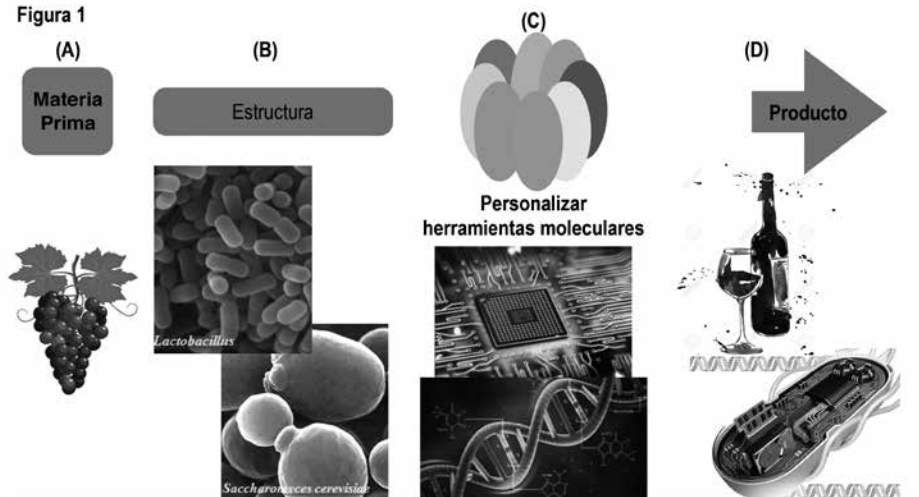 Figura 1
(A)
Materia
Prima
(B)
Estructura
Lactobacillus
Saccharomyces cerevisiae
(C)
Personalizar
herramientas moleculares
(D)
Producto